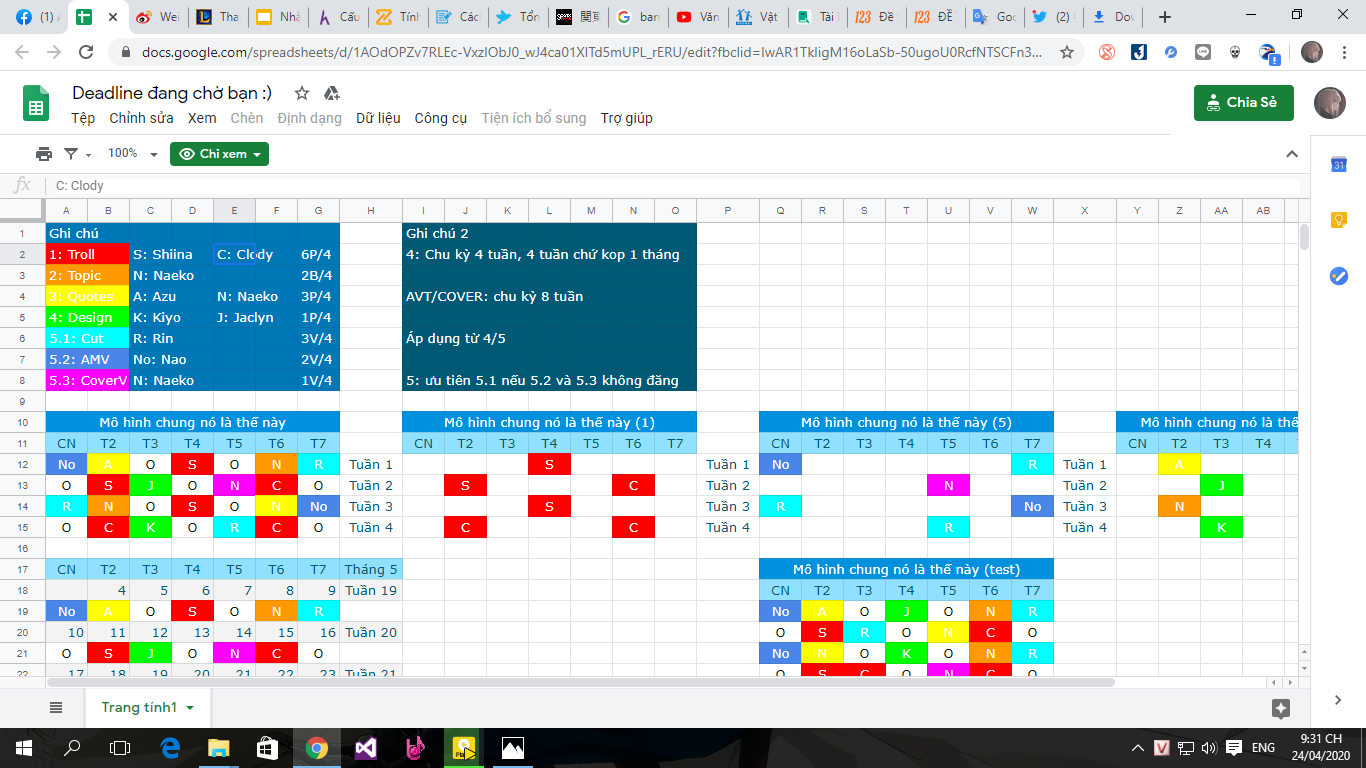 (1)
Wei
Tha
Nhá
Cấu
Tính
Các
Tổn
bari
Văn
Vật
Tài
123 Đề
123 ĐỀ
Goc
(2)
Dov
docs.google.com/spreadsheets/d/1AOdOPZv7RLEc-VxzlObJ0_wJ4ca01XlTd5mUPL_rERU/edit?fbclid=IwAR1TkIigM16oLaSb-50ugoU0RcfNTSCFn3...
Deadline đang chờ bạn :)
Chia Sẻ
Tệp Chỉnh sửa Xem Chèn Định dạng Dữ liệu Công cụ Tiện ích bổ sung Trợ giúp
100% Chỉ xem
fx C: Clody
A B C D E F G H I J K L M N O P Q R S T U V W X Y Z AA AB
1 Ghi chú Ghi chú 2
2 1: Troll S: Shiina C: Clody 6P/4 4: Chu kỳ 4 tuần, 4 tuần chứ kop 1 tháng
3 2: Topic N: Naeko 2B/4
4 3: Quotes A: Azu N: Naeko 3P/4 AVT/COVER: chu kỳ 8 tuần
5 4: Design K: Kiyo J: Jaclyn 1P/4
6 5.1: Cut R: Rin 3V/4 Áp dụng từ 4/5
7 5.2: AMV No: Nao 2V/4
8 5.3: CoverV N: Naeko 1V/4 5: ưu tiên 5.1 nếu 5.2 và 5.3 không đăng
9
10 Mô hình chung nó là thế này Mô hình chung nó là thế này (1) Mô hình chung nó là thế này (5) Mô hình chung nó là thế
11 CN T2 T3 T4 T5 T6 T7 CN T2 T3 T4 T5 T6 T7 CN T2 T3 T4 T5 T6 T7 CN T2 T3 T4
12 No A O S O N R Tuần 1 S Tuần 1 No R Tuần 1 A
13 O S J O N C O Tuần 2 S C Tuần 2 N Tuần 2 J
14 R N O S O N No Tuần 3 S Tuần 3 R No Tuần 3 N
15 O C K O R C O Tuần 4 C C Tuần 4 R Tuần 4 K
16
17 CN T2 T3 T4 T5 T6 T7 Tháng 5 Mô hình chung nó là thế này (test)
18 4 5 6 7 8 9 Tuần 19 CN T2 T3 T4 T5 T6 T7
19 No A O S O N R No A O J O N R
20 10 11 12 13 14 15 16 Tuần 20 O S R O N C O
21 O S J O N C O No N O K O N R
22 17 18 19 20 21 22 23 Tuần 21 O S C O N C O
Trang tính1
31
ENG
9:31 CH
24/04/2020